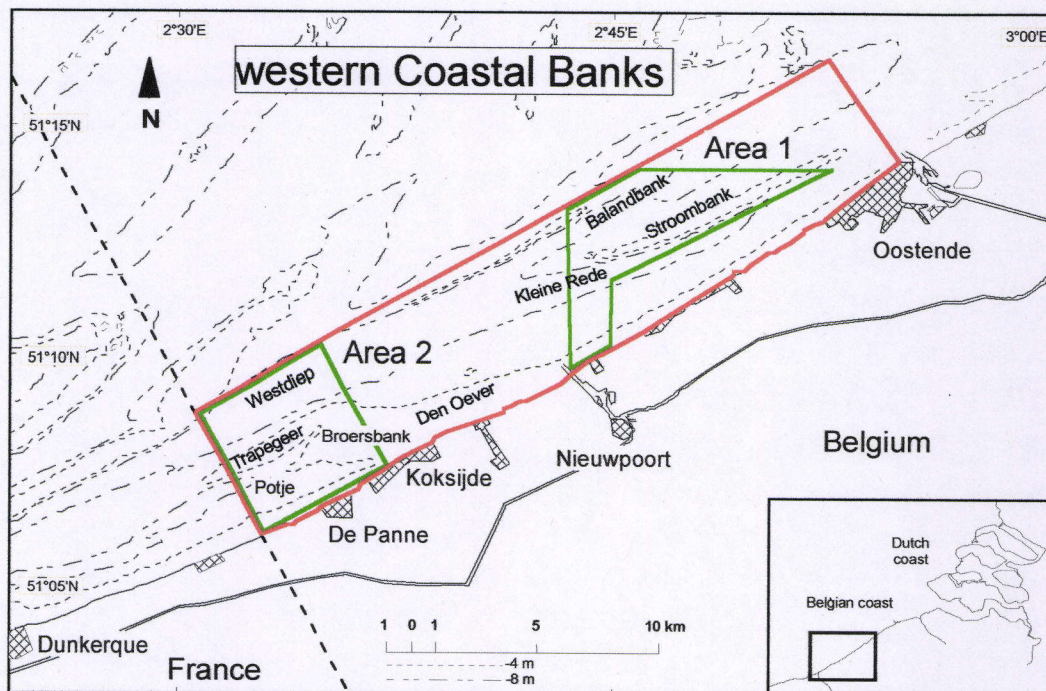 2°30'E
2°45'E
3°00'E
western Coastal Banks
N
51°15'N
Area 1
Balandbank
Stroombank
Oostende
Kleine Rede
51°10'N
Area 2
Westdiep
Den Oever
Trapegeer
Broersbank
Belgium
Nieuwpoort
Koksijde
Potje
De Panne
Dutch
coast
51°05'N
Belgian coast
1 0 1 5 10 km
Dunkerque
-4 m
France
-8 m